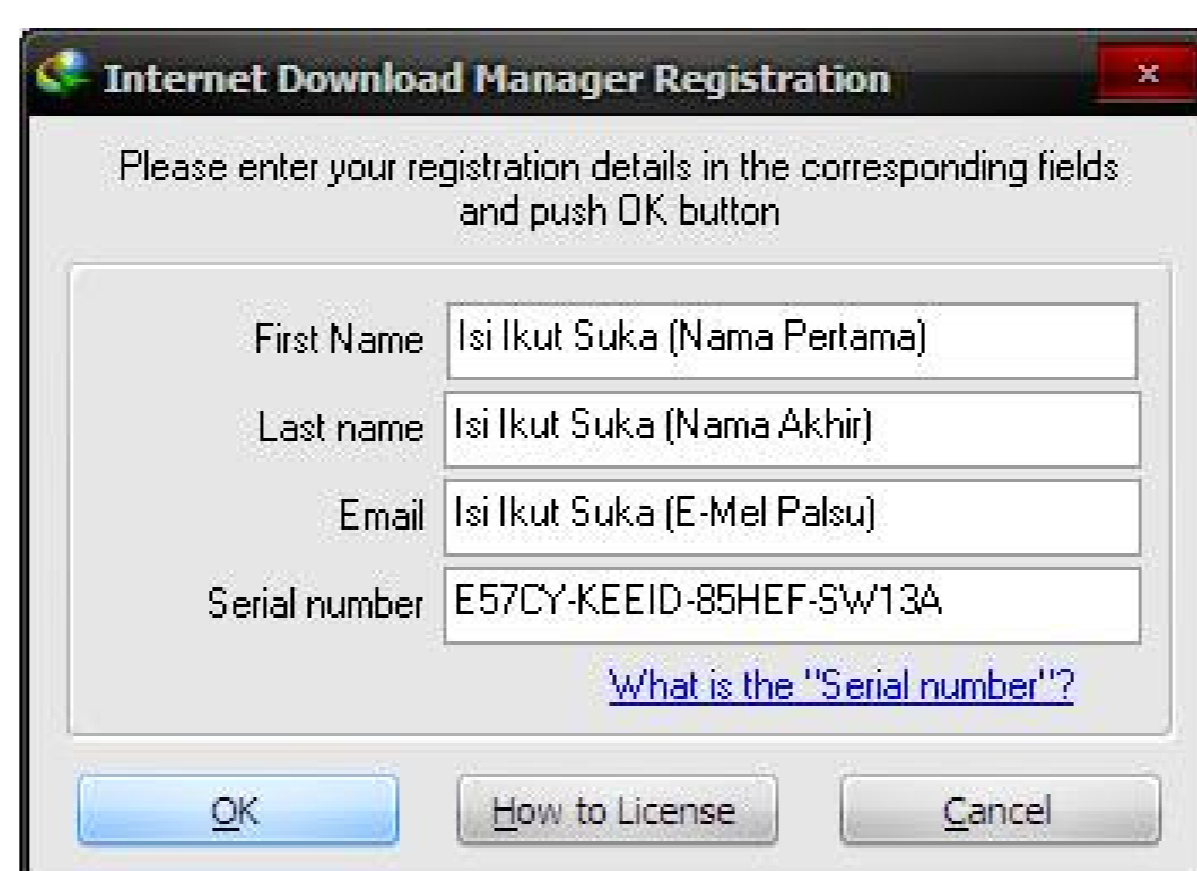 Internet Download Manager Registration
Please enter your registration details in the corresponding fields
and push OK button
First Name Isi Ikut Suka (Nama Pertama)
Last name Isi Ikut Suka (Nama Akhir)
Email Isi Ikut Suka (E-Mel Palsu)
Serial number E57CY-KEEID-85HEF-SW13A
What is the "Serial number"?
OK How to License Cancel